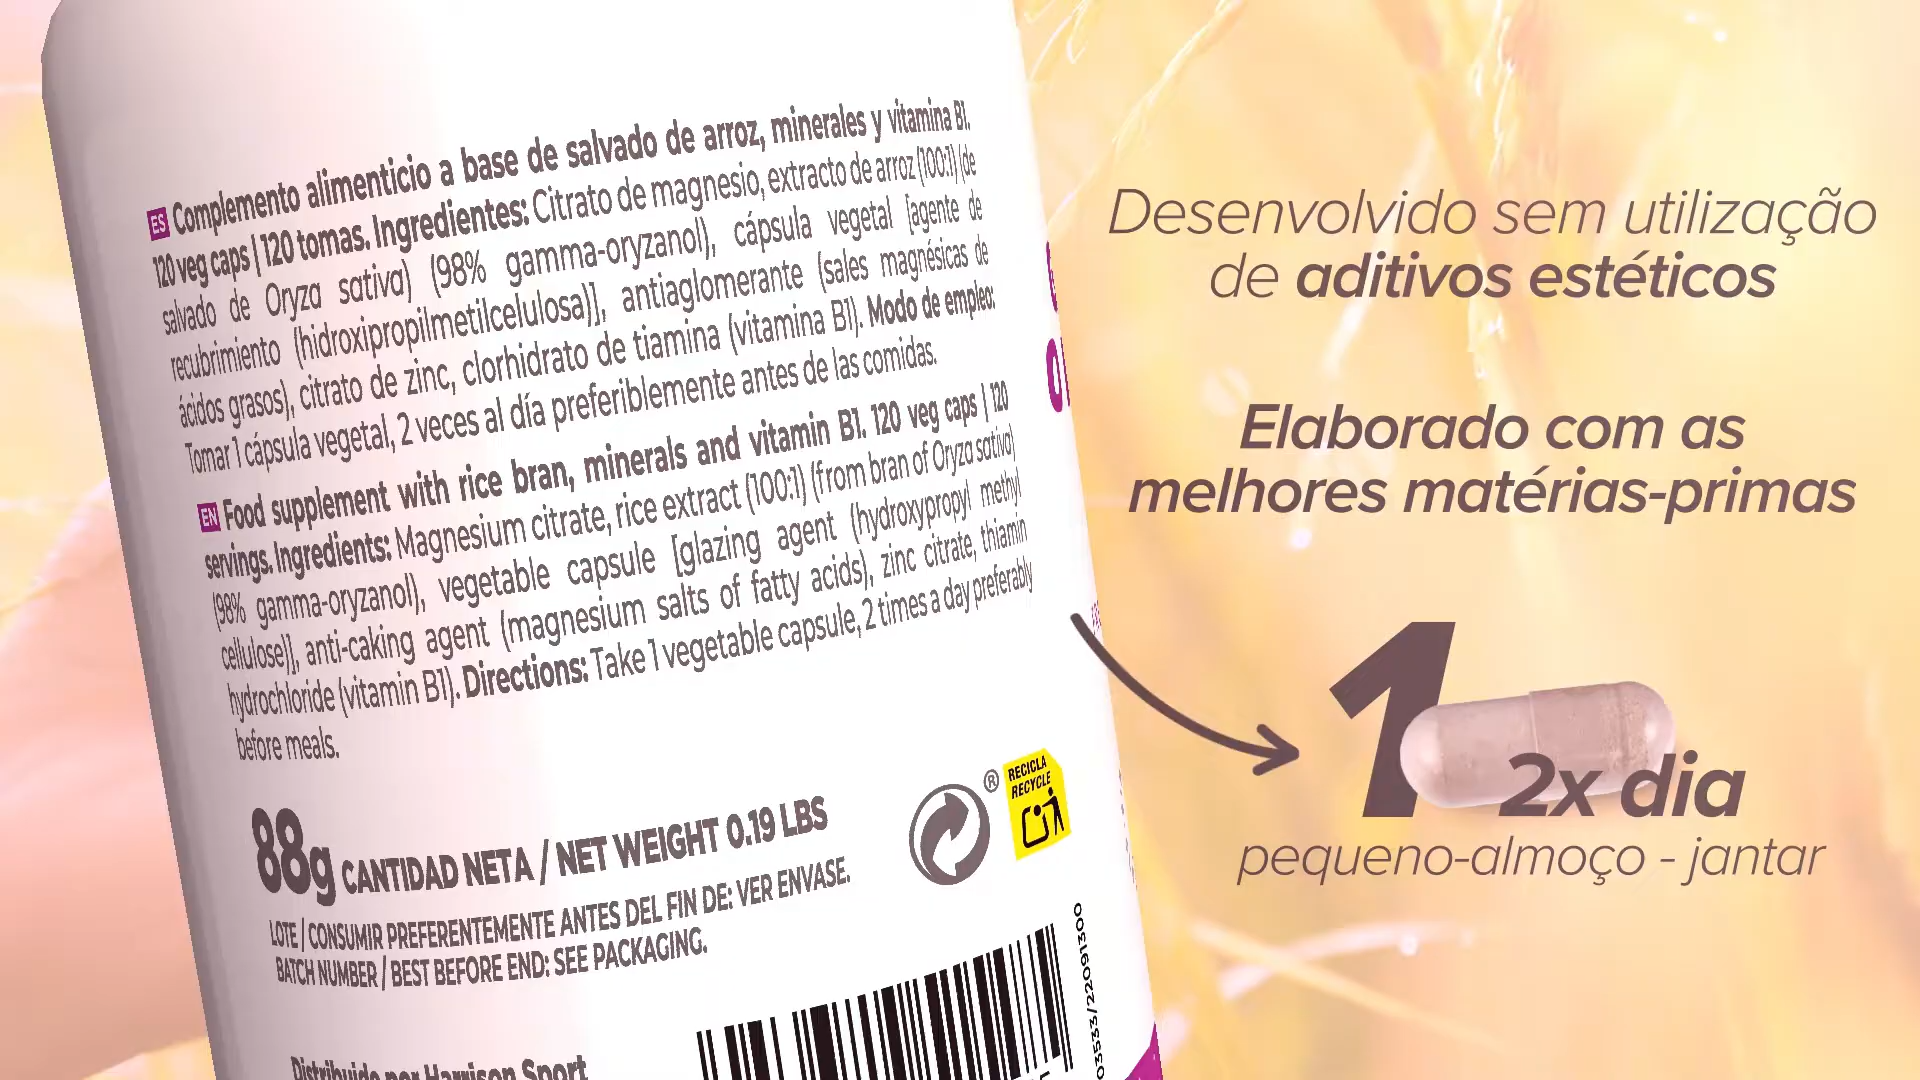 ES Complemento alimenticio a base de salvado de arroz, minerales y vitamina B1.
120 veg caps | 120 tomas. Ingredientes: Citrato de magnesio, extracto de arroz (100:1) (de
salvado de Oryza sativa) (98% gamma-oryzanol), cápsula vegetal [agente de
recubrimiento (hidroxipropilmetilcelulosa)], antiaglomerante (sales magnésicas de
ácidos grasos), citrato de zinc, clorhidrato de tiamina (vitamina B1). Modo de empleo:
Tomar 1 cápsula vegetal, 2 veces al día preferiblemente antes de las comidas.
EN Food supplement with rice bran, minerals and vitamin B1. 120 veg caps | 120
servings. Ingredients: Magnesium citrate, rice extract (100:1) (from bran of Oryza sativa)
(98% gamma-oryzanol), vegetable capsule [glazing agent (hydroxypropyl methyl
cellulose)], anti-caking agent (magnesium salts of fatty acids), zinc citrate, thiamin
hydrochloride (vitamin B1). Directions: Take 1 vegetable capsule, 2 times a day preferably
before meals.
®
RECICLA
RECYCLE
88g CANTIDAD NETA / NET WEIGHT 0.19 LBS
LOTE / CONSUMIR PREFERENTEMENTE ANTES DEL FIN DE: VER ENVASE.
BATCH NUMBER / BEST BEFORE END: SEE PACKAGING.
Distribuido por Harrison Sport
03533/220991300
Desenvolvido sem utilização
de aditivos estéticos
Elaborado com as
melhores matérias-primas
1
2x dia
pequeno-almoço - jantar